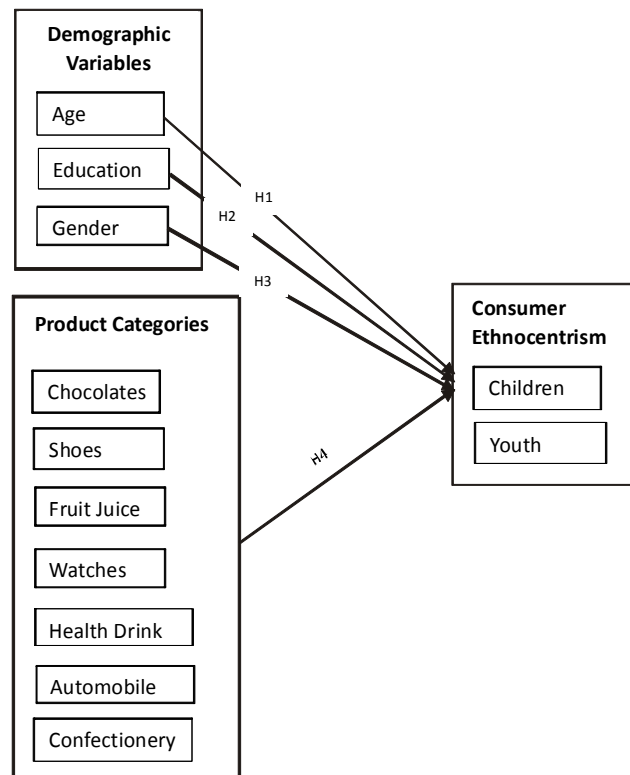 Demographic
Variables
Age
Education
Gender
H1
H2
H3
Product Categories
Chocolates
Shoes
Fruit Juice
Watches
Health Drink
Automobile
Confectionery
H4
Consumer
Ethnocentrism
Children
Youth